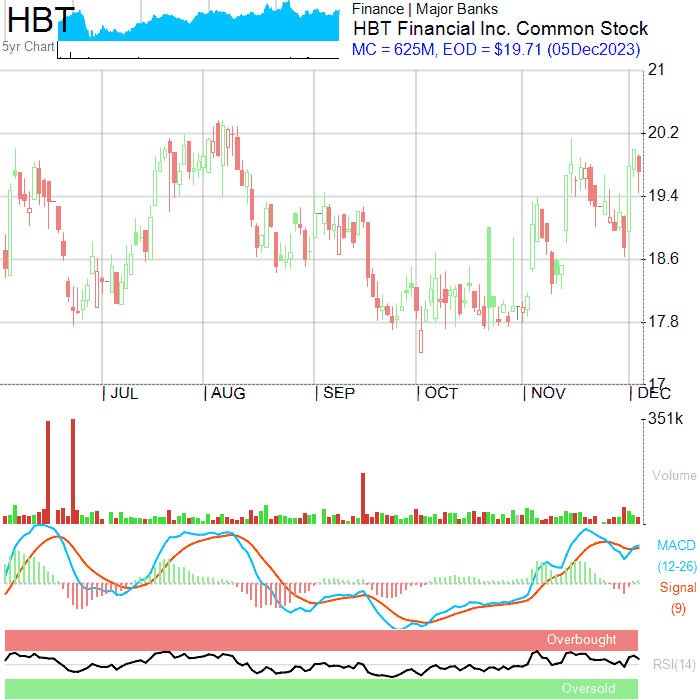 HBT
5yr Chart
Finance | Major Banks
HBT Financial Inc. Common Stock
MC = 625M, EOD = $19.71 (05Dec2023)
21
20.2
19.4
18.6
17.8
17
JUL AUG SEP OCT NOV DEC
351k
Volume
MACD
(12-26)
Signal
(9)
Overbought
RSI(14)
Oversold